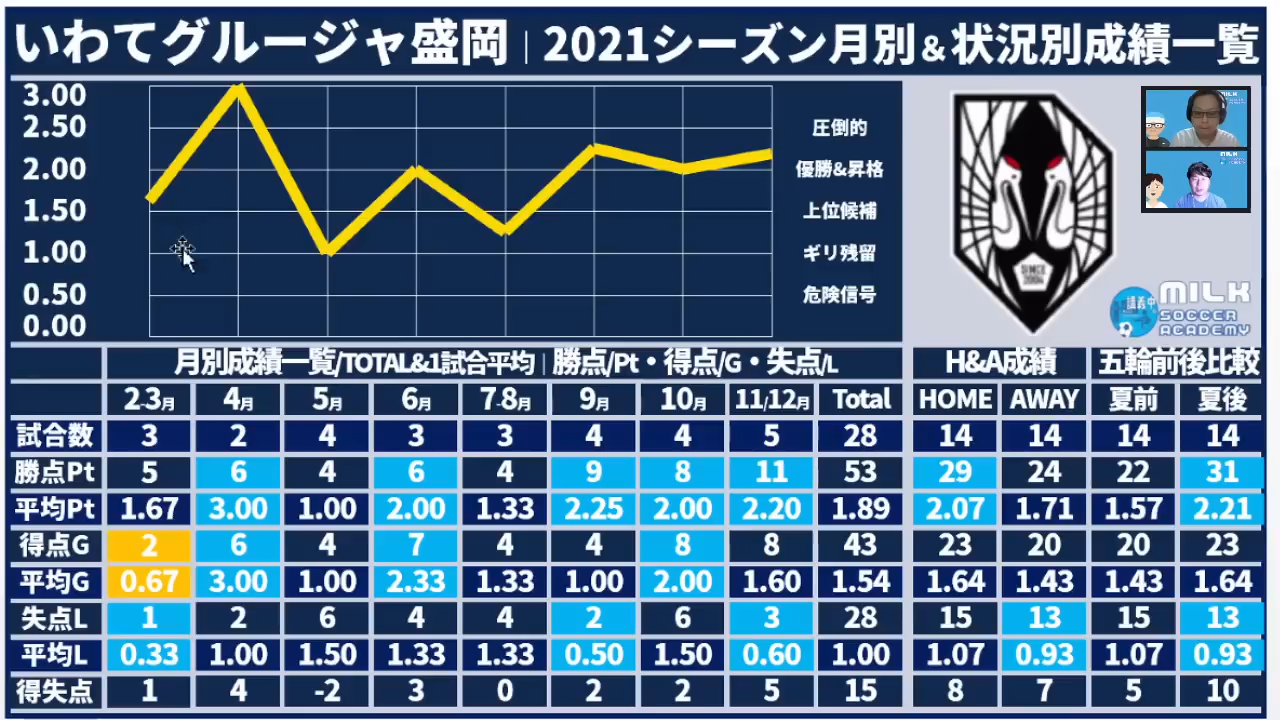 いわてグルージャ盛岡|2021シーズン月別&状況別成績一覧
3.00
2.50
2.00
1.50
1.00
0.50
0.00
圧倒的
優勝&昇格
上位候補
ギリ残留
危険信号
SINCE
2004
講義中
MILK
SOCCER
ACADEMY
月別成績一覧/TOTAL&1試合平均|勝点/Pt・得点/G・失点/L H&A成績 五輪前後比較
2-3月 4月 5月 6月 7-8月 9月 10月 11/12月 Total HOME AWAY 夏前 夏後
試合数 3 2 4 3 3 4 4 5 28 14 14 14 14
勝点Pt 5 6 4 6 4 9 8 11 53 29 24 22 31
平均Pt 1.67 3.00 1.00 2.00 1.33 2.25 2.00 2.20 1.89 2.07 1.71 1.57 2.21
得点G 2 6 4 7 4 4 8 8 43 23 20 20 23
平均G 0.67 3.00 1.00 2.33 1.33 1.00 2.00 1.60 1.54 1.64 1.43 1.43 1.64
失点L 1 2 6 4 4 2 6 3 28 15 13 15 13
平均L 0.33 1.00 1.50 1.33 1.33 0.50 1.50 0.60 1.00 1.07 0.93 1.07 0.93
得失点 1 4 -2 3 0 2 2 5 15 8 7 5 10